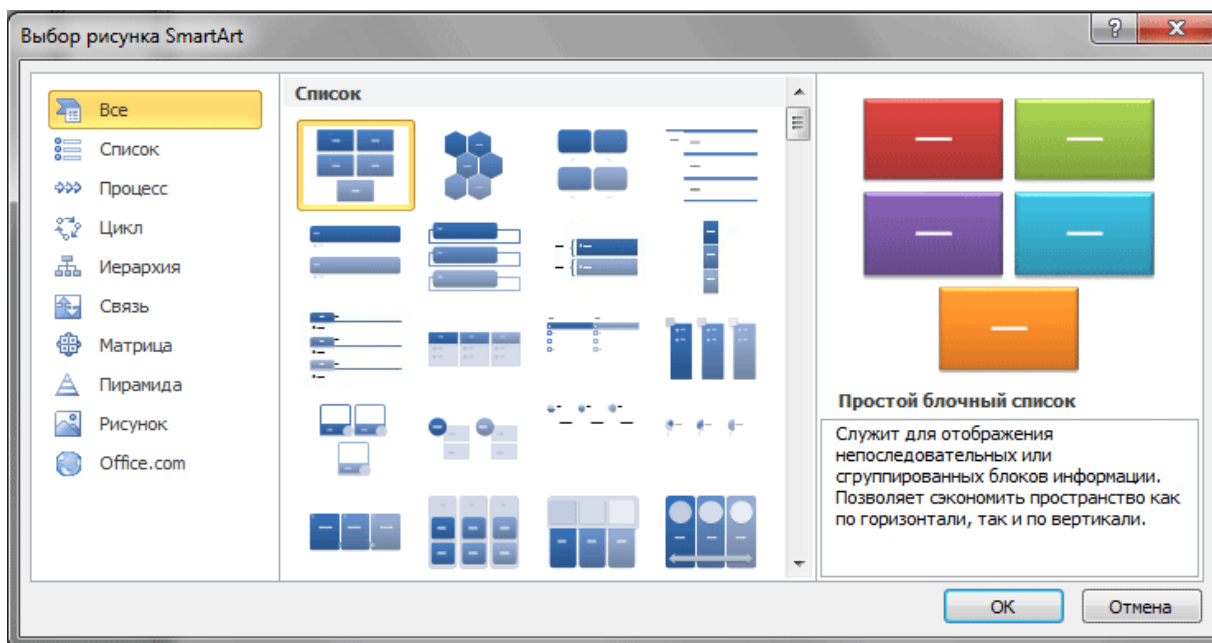 Выбор рисунка SmartArt
Все
Список
Процесс
Цикл
Иерархия
Связь
Матрица
Пирамида
Рисунок
Office.com
Список
Простой блочный список
Служит для отображения
непоследовательных или
сгруппированных блоков информации.
Позволяет сэкономить пространство как
по горизонтали, так и по вертикали.
ОК
Отмена